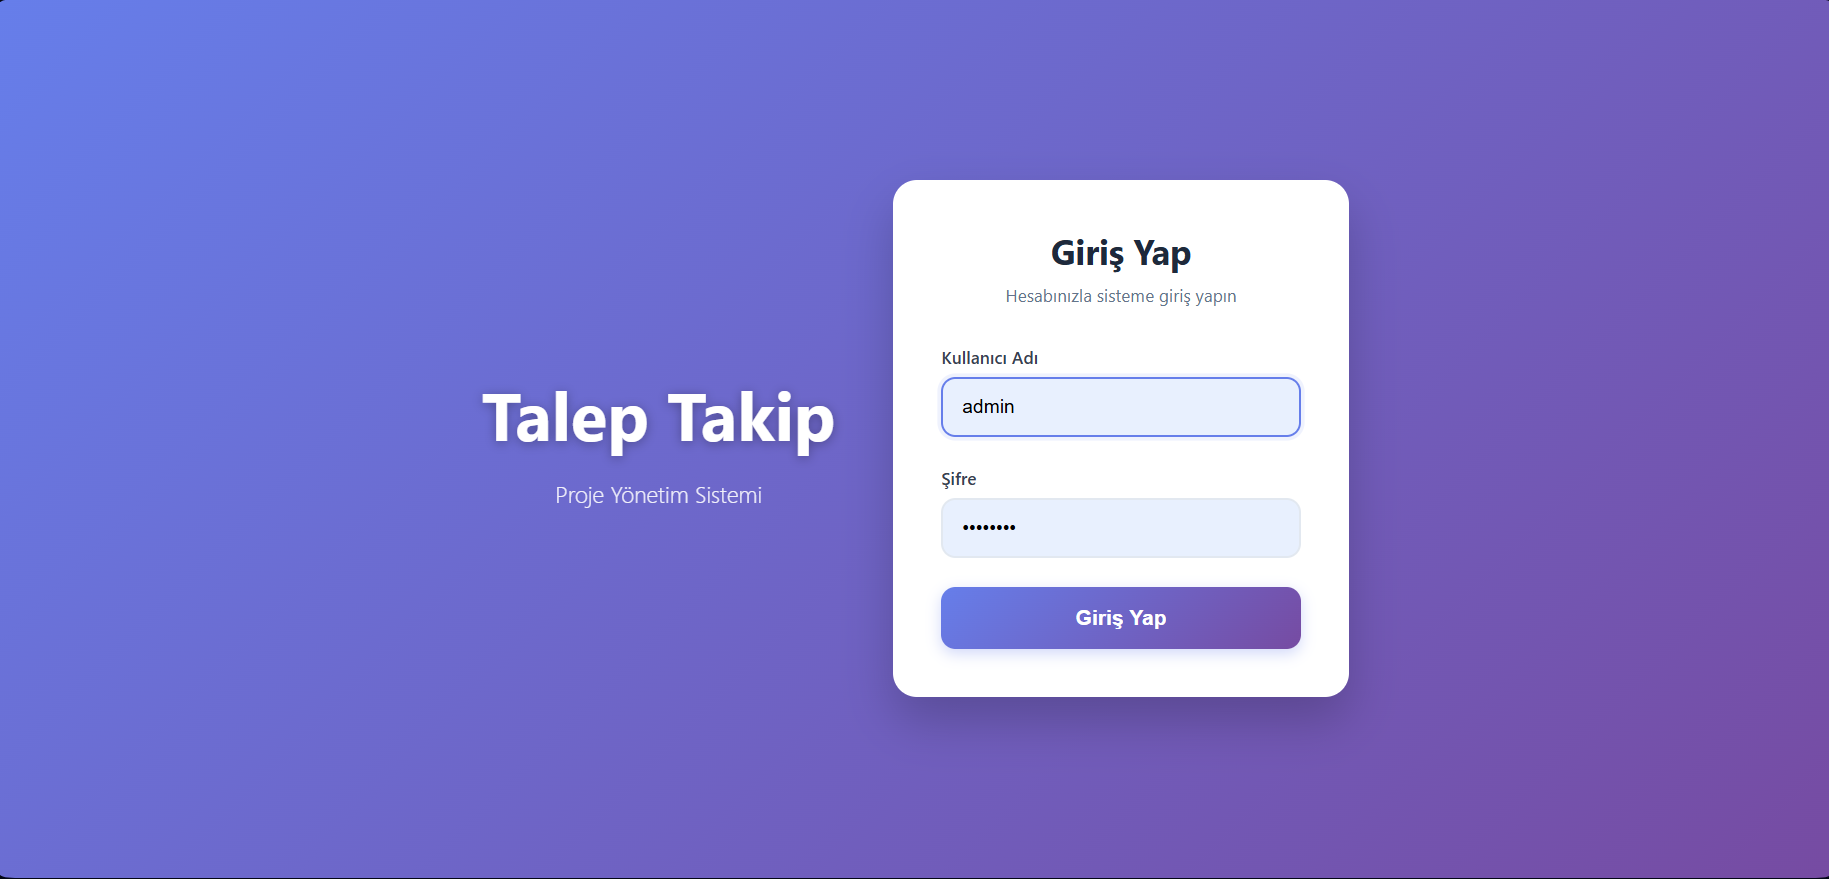 Talep Takip
Proje Yönetim Sistemi
Giriş Yap
Hesabınızla sisteme giriş yapın
Kullanıcı Adı
admin
Şifre
••••••••
Giriş Yap